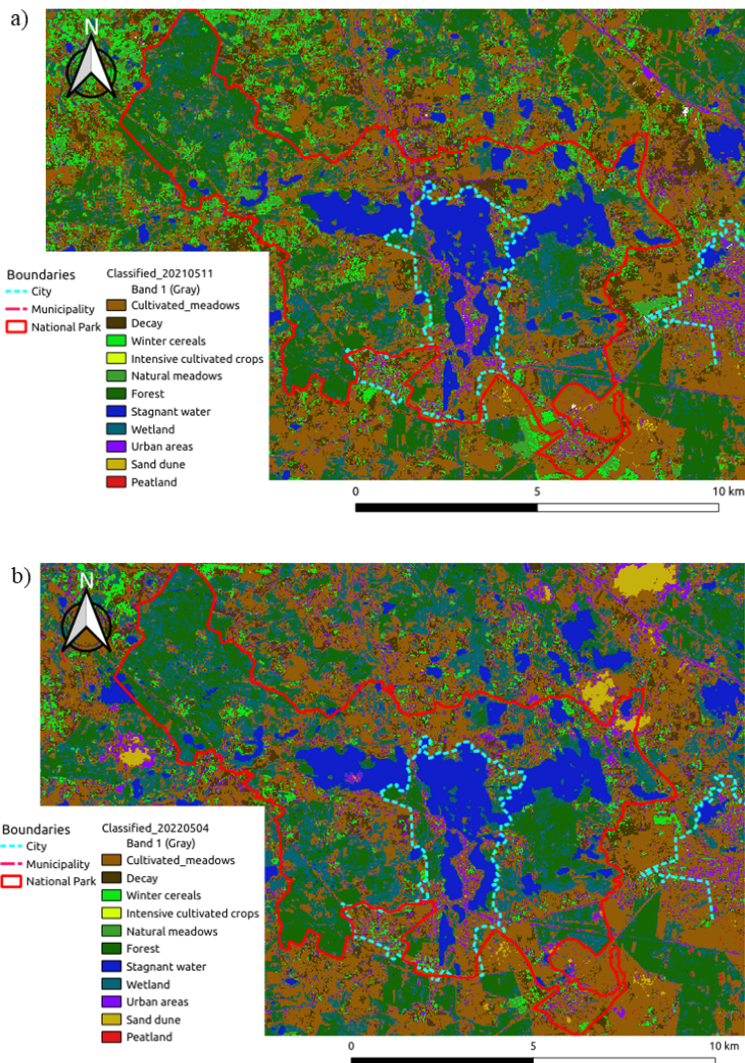 a)
N
Boundaries
City
Municipality
National Park
Classified_20210511
Band 1 (Gray)
Cultivated_meadows
Decay
Winter cereals
Intensive cultivated crops
Natural meadows
Forest
Stagnant water
Wetland
Urban areas
Sand dune
Peatland
0 5 10 km
b)
N
Boundaries
City
Municipality
National Park
Classified_20220504
Band 1 (Gray)
Cultivated_meadows
Decay
Winter cereals
Intensive cultivated crops
Natural meadows
Forest
Stagnant water
Wetland
Urban areas
Sand dune
Peatland
0 5 10 km